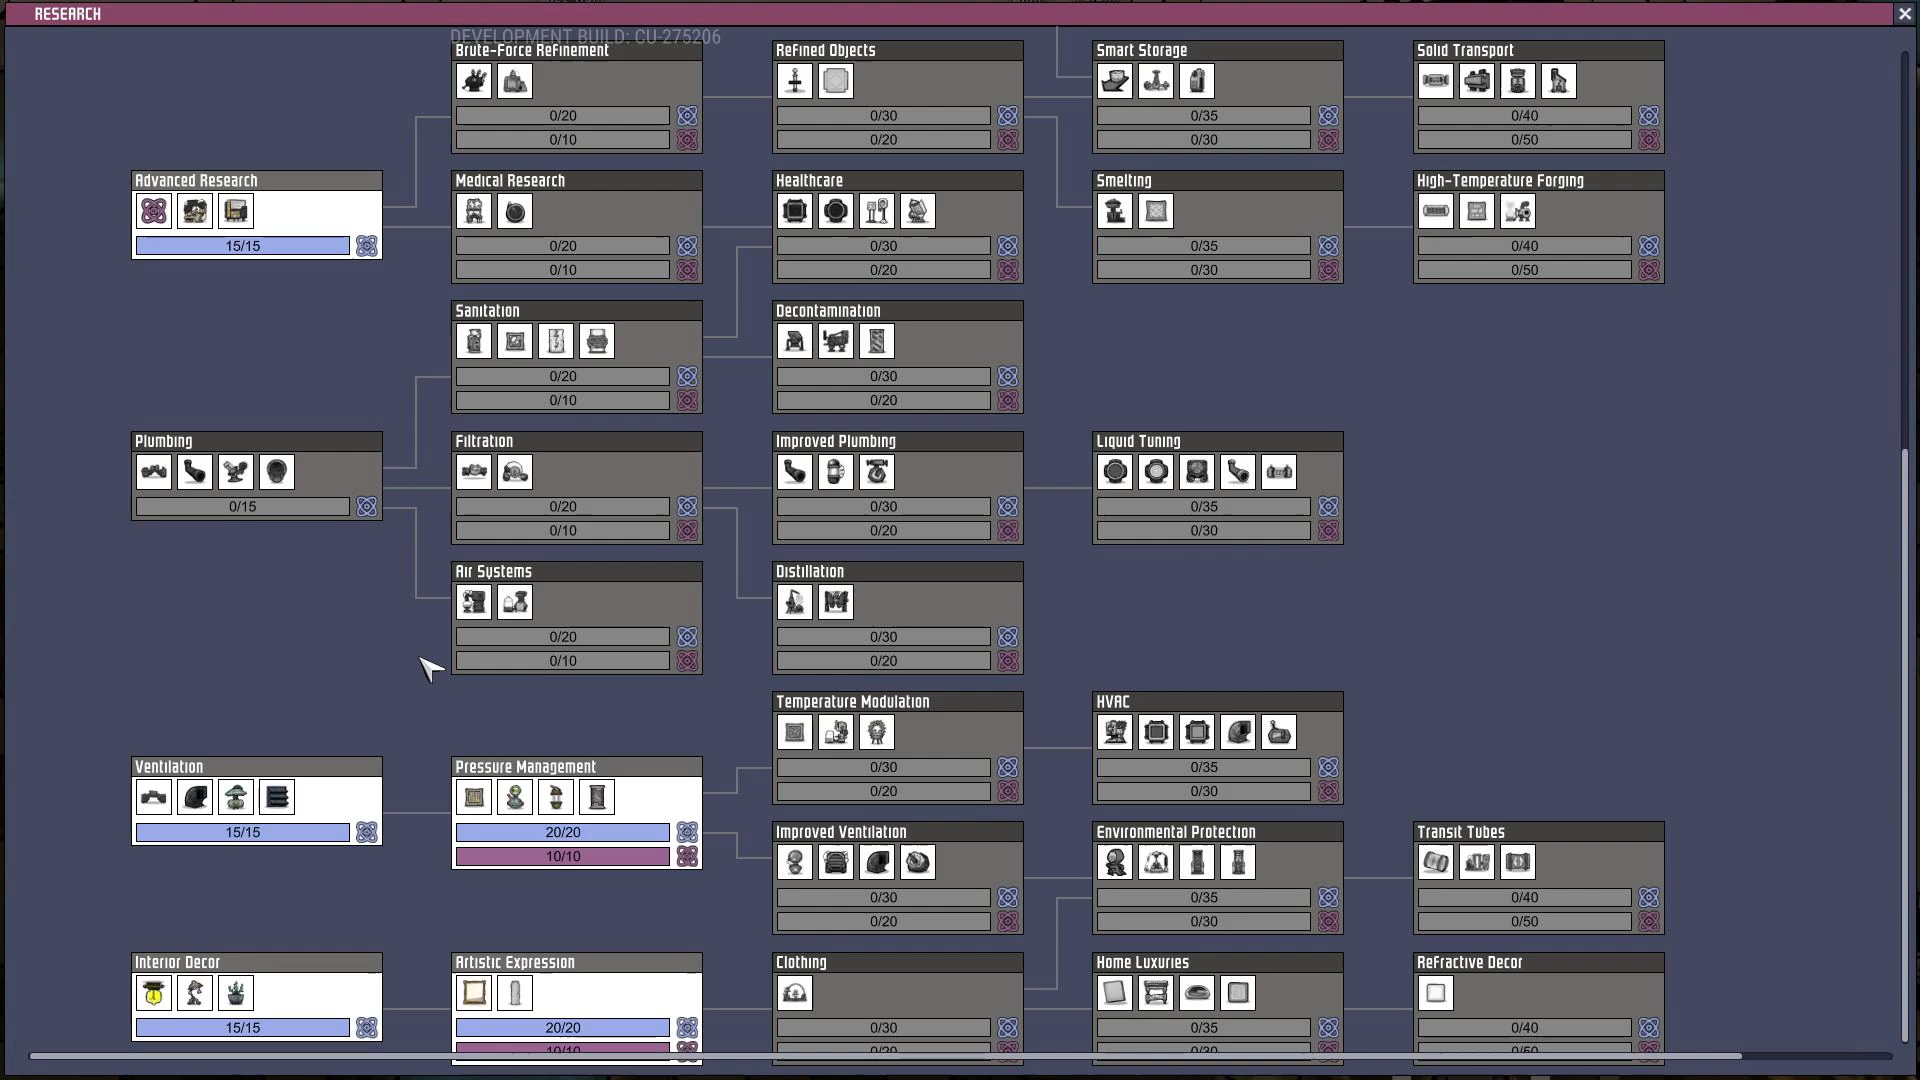 RESEARCH
DEVELOPMENT BUILD: CU-275206
Brute-Force Refinement
Refined Objects
Smart Storage
Solid Transport
0/20
0/30
0/35
0/40
0/10
0/20
0/30
0/50
Advanced Research
Medical Research
Healthcare
Smelting
High-Temperature Forging
15/15
0/20
0/30
0/35
0/40
0/10
0/20
0/30
0/50
Sanitation
Decontamination
0/20
0/30
0/10
0/20
Plumbing
Filtration
Improved Plumbing
Liquid Tuning
0/15
0/20
0/30
0/35
0/10
0/20
0/30
Air Systems
Distillation
0/20
0/30
0/10
0/20
Temperature Modulation
HVAC
0/30
0/35
0/20
0/30
Ventilation
Pressure Management
15/15
20/20
10/10
Improved Ventilation
Environmental Protection
Transit Tubes
0/30
0/35
0/40
0/20
0/30
0/50
Interior Decor
Artistic Expression
Clothing
Home Luxuries
Refractive Decor
15/15
20/20
0/30
0/35
0/40
10/10
0/20
0/30
0/50